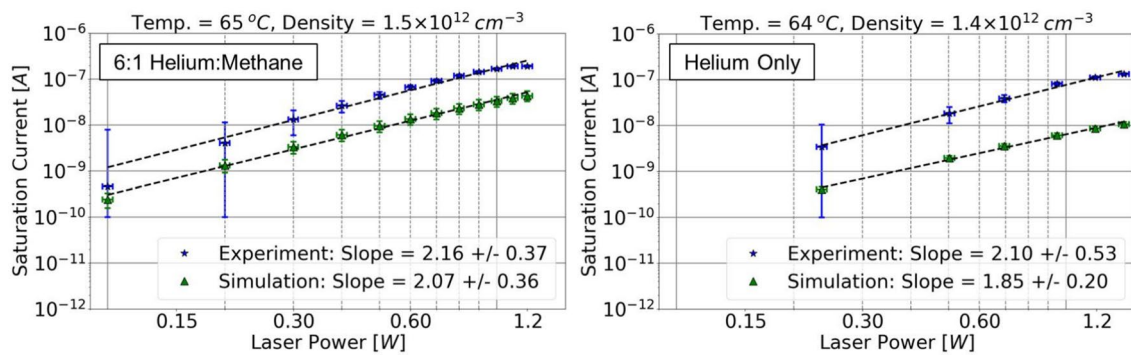 Temp. = 65 °C, Density = 1.5×10¹² cm⁻³
Saturation Current [A]
10⁻⁶
10⁻⁷
10⁻⁸
10⁻⁹
10⁻¹⁰
10⁻¹¹
10⁻¹²
6:1 Helium:Methane
Experiment: Slope = 2.16 +/- 0.37
Simulation: Slope = 2.07 +/- 0.36
0.15 0.30 0.60 1.2
Laser Power [W]
Temp. = 64 °C, Density = 1.4×10¹² cm⁻³
Saturation Current [A]
10⁻⁶
10⁻⁷
10⁻⁸
10⁻⁹
10⁻¹⁰
10⁻¹¹
10⁻¹²
Helium Only
Experiment: Slope = 2.10 +/- 0.53
Simulation: Slope = 1.85 +/- 0.20
0.15 0.30 0.60 1.2
Laser Power [W]